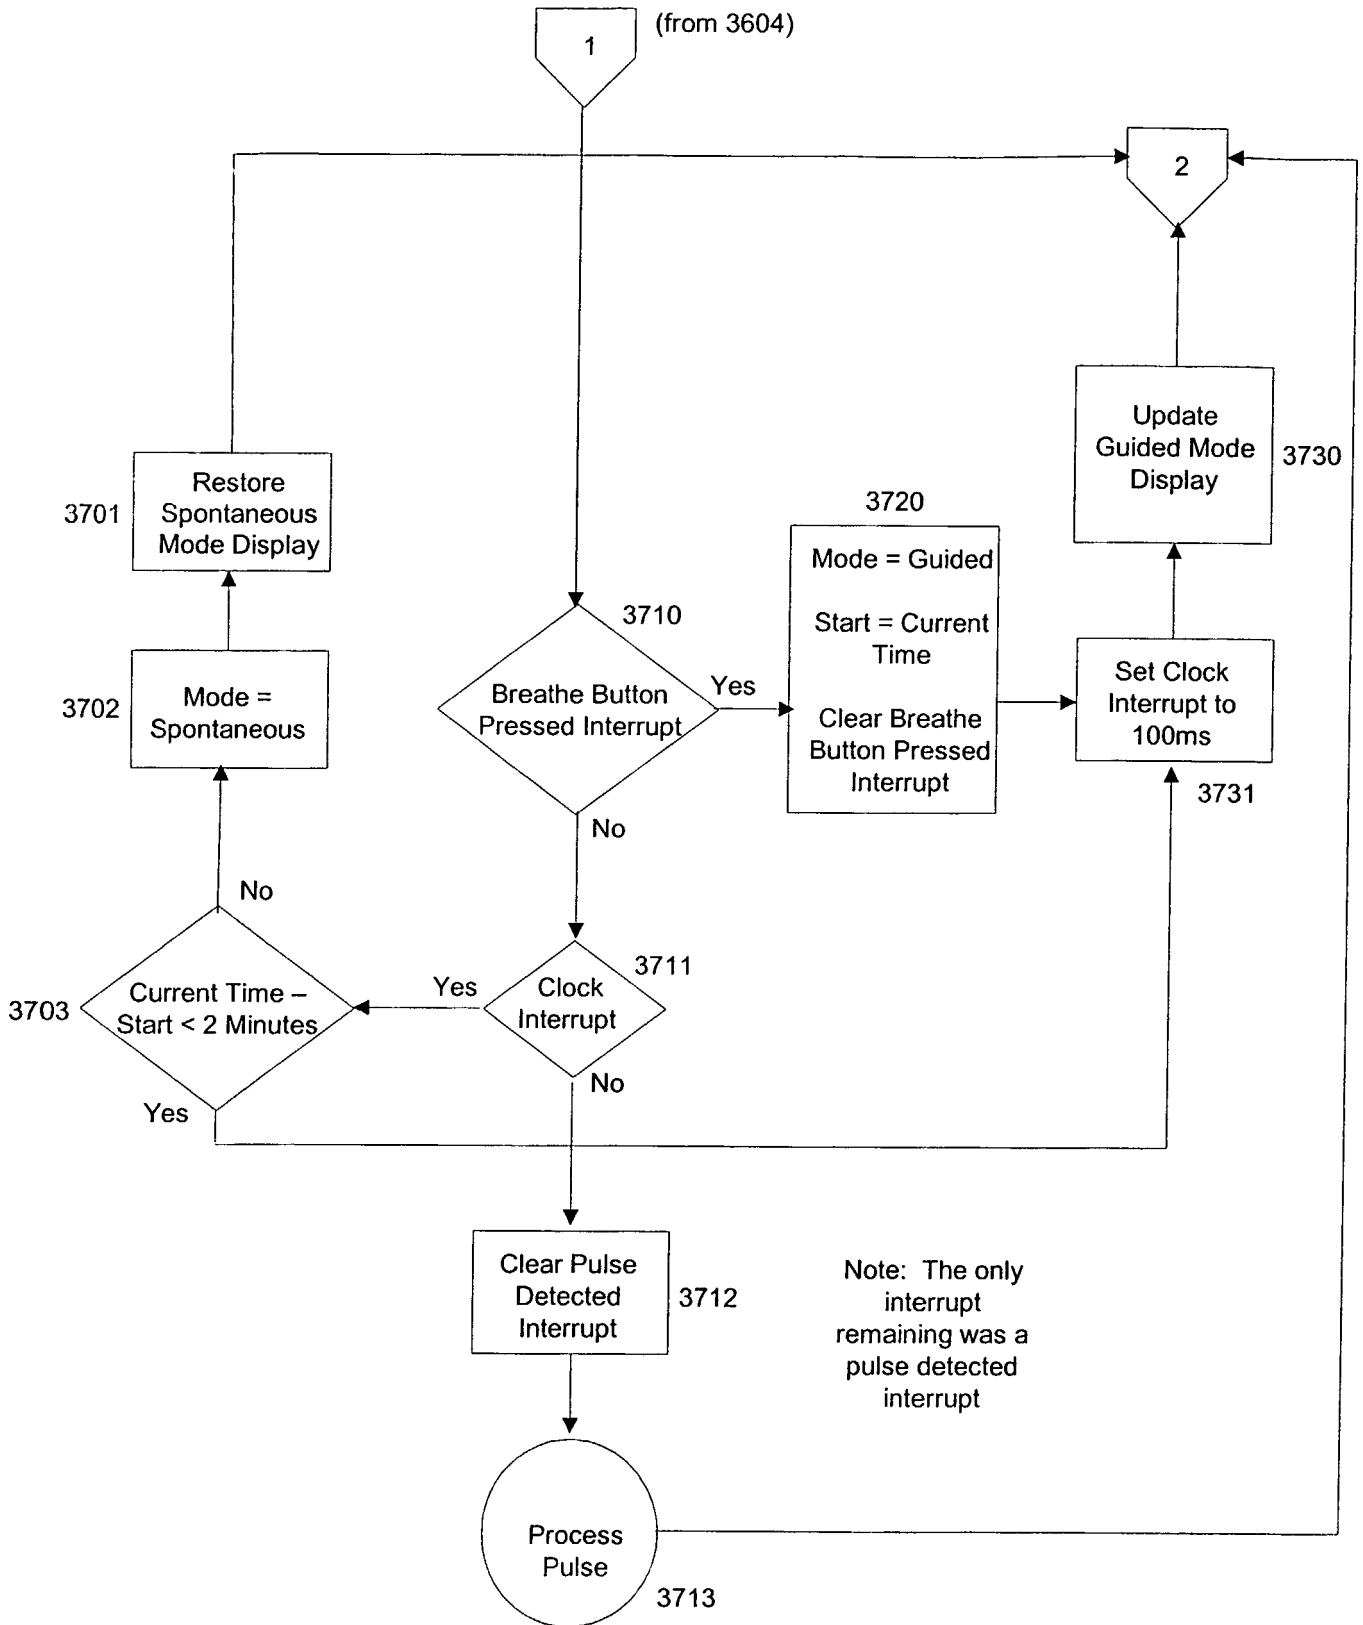 (from 3604)
1
2
Update
Guided Mode
Display
3730
Restore
Spontaneous
Mode Display
3701
3720
Mode = Guided
Start = Current
Time
Clear Breathe
Button Pressed
Interrupt
3710
Breathe Button
Pressed Interrupt
Yes
No
Set Clock
Interrupt to
100ms
3731
Mode =
Spontaneous
3702
No
3703
Current Time –
Start < 2 Minutes
Yes
Yes
3711
Clock
Interrupt
No
Clear Pulse
Detected
Interrupt
3712
Note: The only
interrupt
remaining was a
pulse detected
interrupt
Process
Pulse
3713